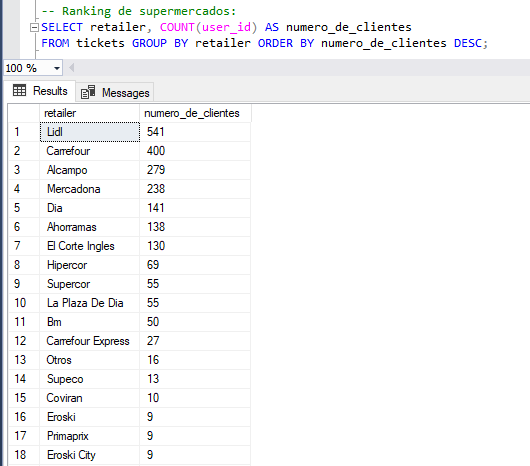 -- Ranking de supermercados:
SELECT retailer, COUNT(user_id) AS numero_de_clientes
FROM tickets GROUP BY retailer ORDER BY numero_de_clientes DESC;
100 %
Results Messages
retailer numero_de_clientes
1 Lidl 541
2 Carrefour 400
3 Alcampo 279
4 Mercadona 238
5 Dia 141
6 Ahorramas 138
7 El Corte Ingles 130
8 Hipercor 69
9 Supercor 55
10 La Plaza De Dia 55
11 Bm 50
12 Carrefour Express 27
13 Otros 16
14 Supeco 13
15 Coviran 10
16 Eroski 9
17 Primaprix 9
18 Eroski City 9